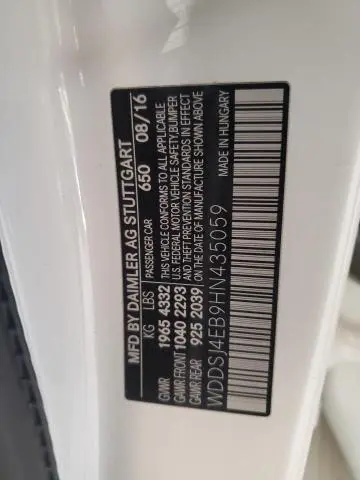 MFD BY DAIMLER AG STUTTGART
KG LBS PASSENGER CAR 650 08/16
GVWR 1965 4332 THIS VEHICLE CONFORMS TO ALL APPLICABLE
GAWR FRONT 1040 2293 U.S. FEDERAL MOTOR VEHICLE SAFETY,BUMPER
GAWR REAR 925 2039 AND THEFT PREVENTION STANDARDS IN EFFECT
ON THE DATE OF MANUFACTURE SHOWN ABOVE
WDDSJ4EB9HN435059 MADE IN HUNGARY